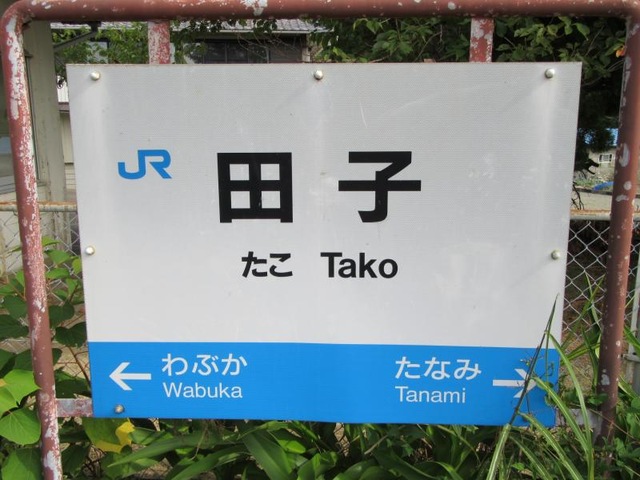 JR 田子
たこ Tako
← わぶか たなみ →
Wabuka Tanami